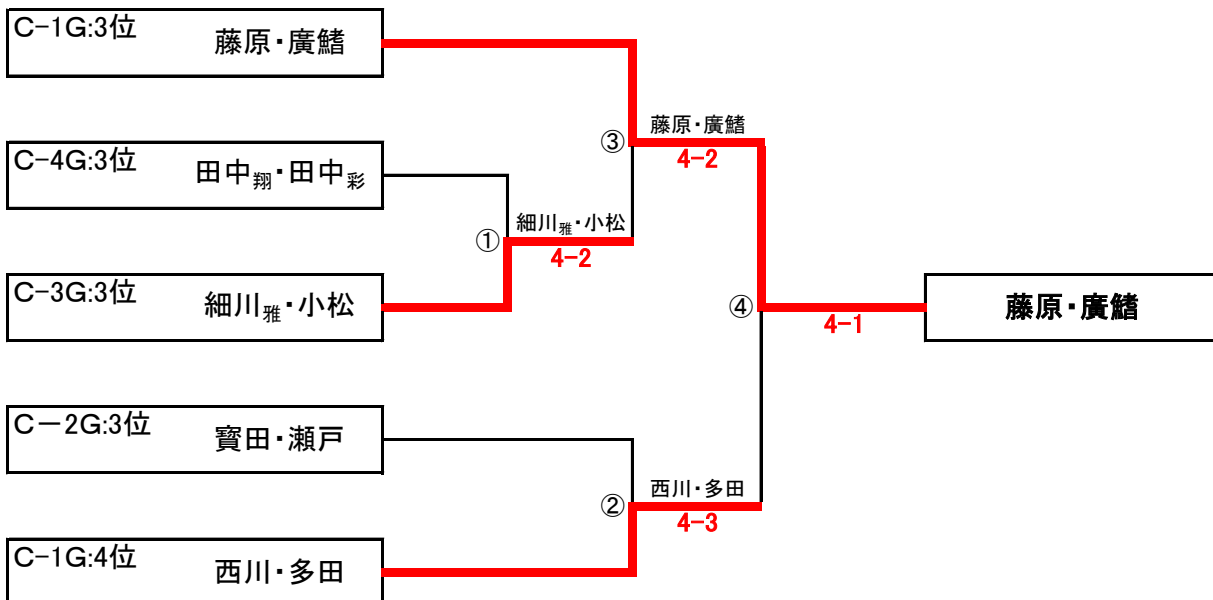 C-1G:3位
藤原・廣鰭
藤原・廣鰭
③
4-2
C-4G:3位
田中翔・田中彩
細川雅・小松
①
4-2
C-3G:3位
細川雅・小松
④
4-1
藤原・廣鰭
C－2G:3位
寳田・瀬戸
西川・多田
②
4-3
C-1G:4位
西川・多田